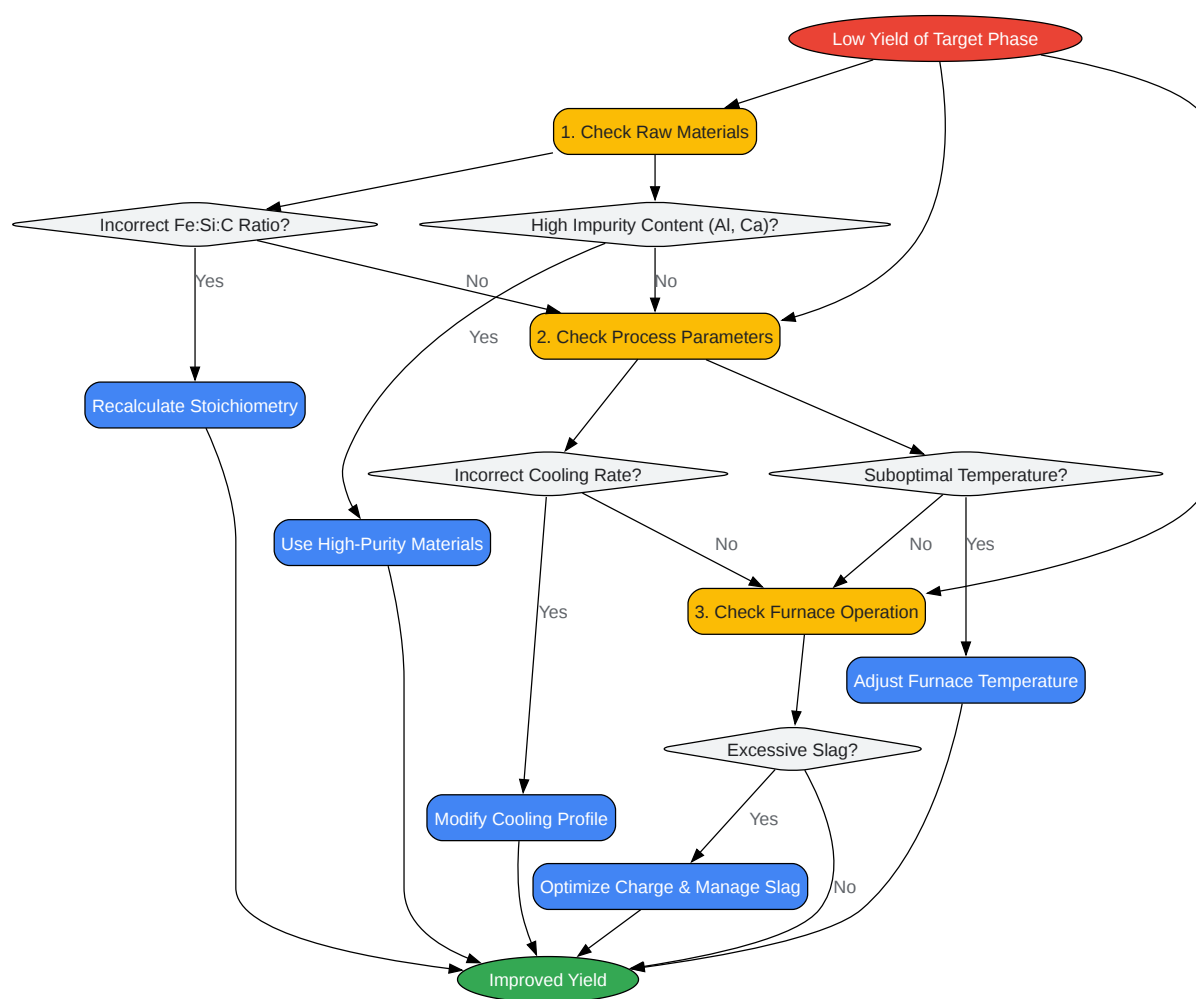 Low Yield of Target Phase
1. Check Raw Materials
Incorrect Fe:Si:C Ratio?
High Impurity Content (Al, Ca)?
Yes
No
No
Yes
2. Check Process Parameters
Recalculate Stoichiometry
Incorrect Cooling Rate?
Suboptimal Temperature?
Use High-Purity Materials
No
No
Yes
Yes
3. Check Furnace Operation
Adjust Furnace Temperature
Excessive Slag?
Modify Cooling Profile
Yes
Optimize Charge & Manage Slag
No
Improved Yield